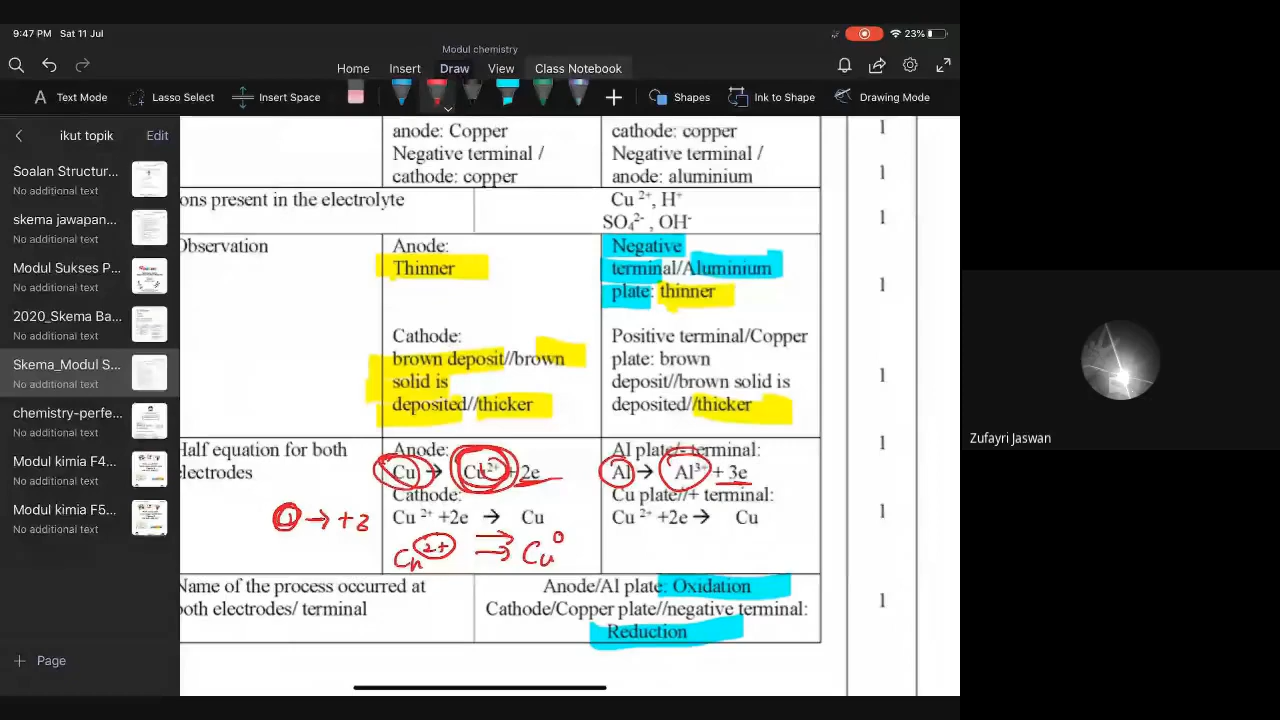 9:47 PM Sat 11 Jul
23%
Modul chemistry
Home Insert Draw View Class Notebook
Text Mode Lasso Select Insert Space Shapes Ink to Shape Drawing Mode
ikut topik Edit
Soalan Structur...
No additional text
skema jawapan...
No additional text
Modul Sukses P...
No additional text
2020_Skema Ba...
No additional text
Skema_Modul S...
No additional text
chemistry-perfe...
No additional text
Modul kimia F4...
No additional text
Modul kimia F5...
No additional text
Page
anode: Copper
Negative terminal /
cathode: copper
cathode: copper
Negative terminal /
anode: aluminium
1
1
ons present in the electrolyte
Cu 2+, H+
SO4 2- , OH-
1
Observation
Anode:
Thinner
Cathode:
brown deposit//brown
solid is
deposited//thicker
Negative
terminal/Aluminium
plate: thinner
Positive terminal/Copper
plate: brown
deposit//brown solid is
deposited//thicker
1
1
Half equation for both
electrodes
Anode:
Cu → Cu2+ + 2e
Cathode:
Cu 2+ +2e → Cu
Al plate/- terminal:
Al → Al3+ + 3e
Cu plate//+ terminal:
Cu 2+ +2e → Cu
1
1
→ +2
Cu 2+ → Cu 0
Name of the process occurred at
both electrodes/ terminal
Anode/Al plate: Oxidation
Cathode/Copper plate//negative terminal:
Reduction
1
Zufayri Jaswan